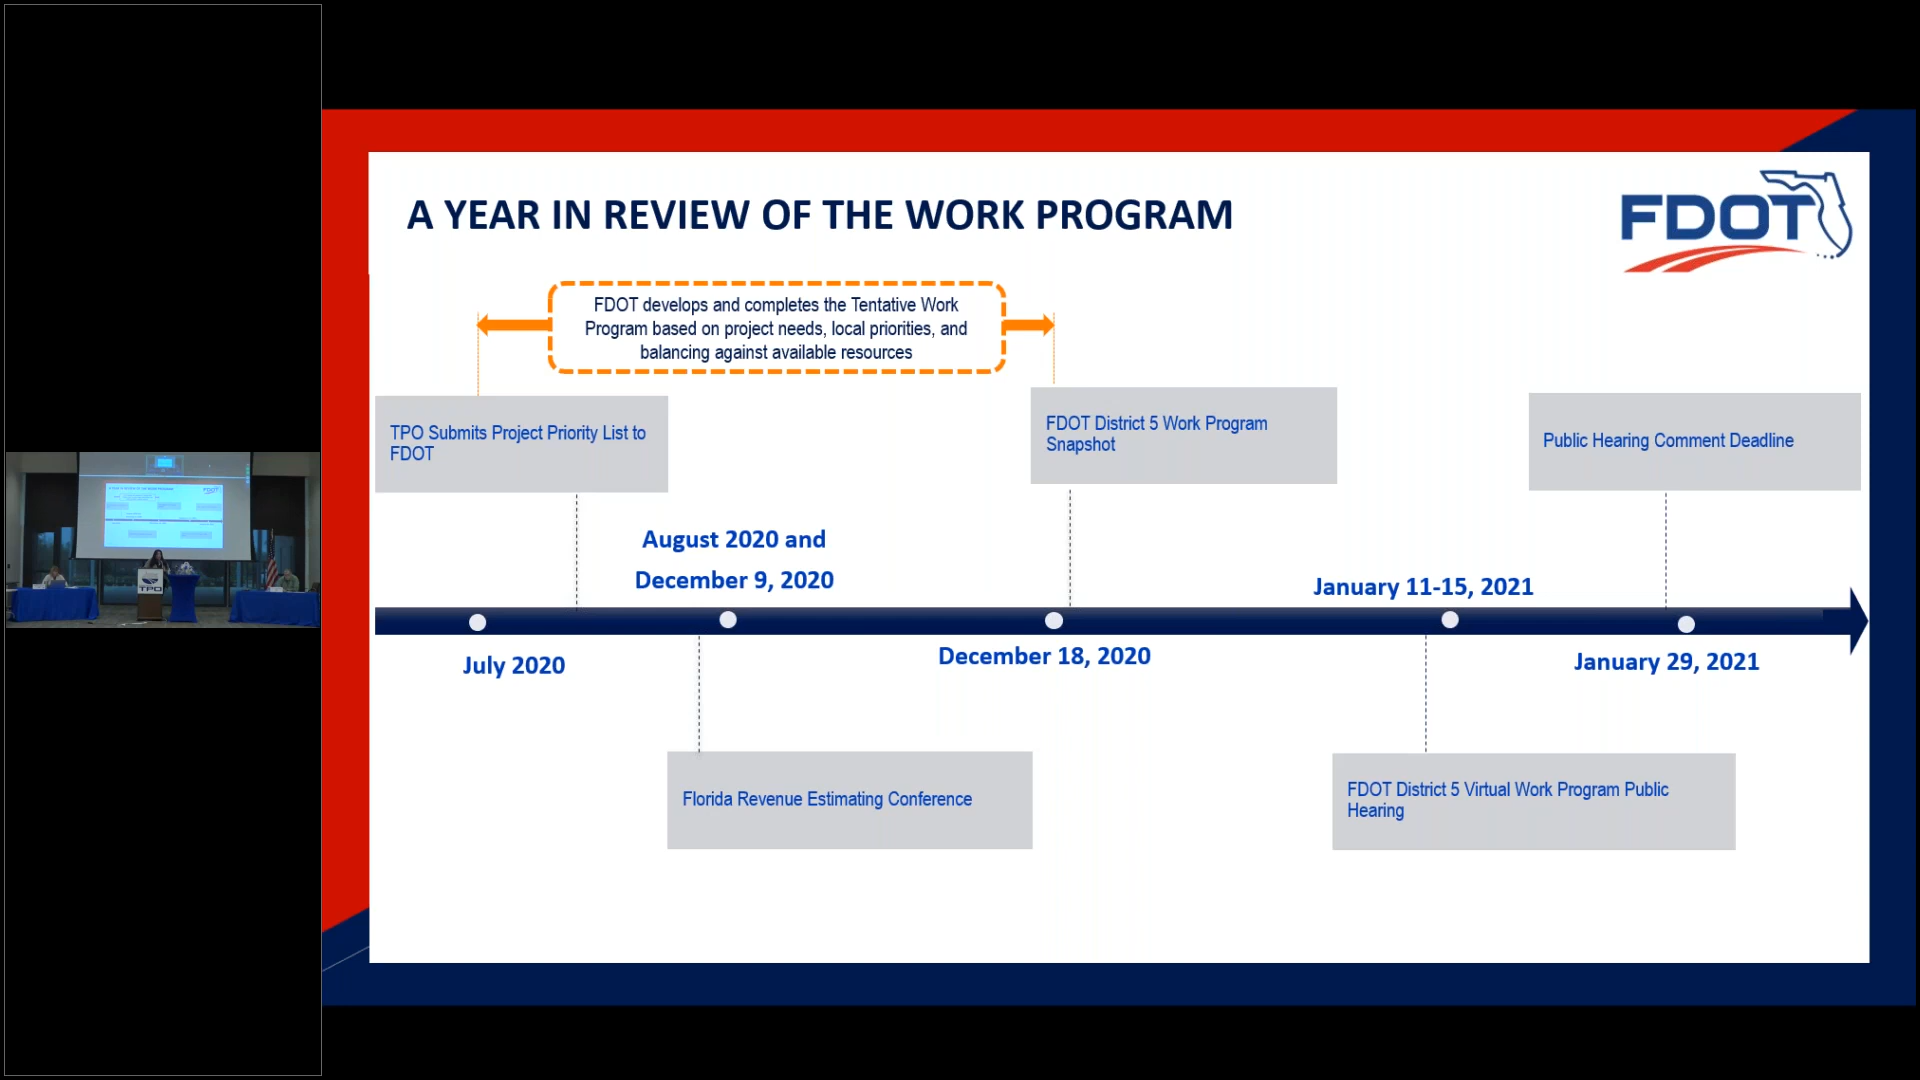 A YEAR IN REVIEW OF THE WORK PROGRAM
FDOT
FDOT develops and completes the Tentative Work
Program based on project needs, local priorities, and
balancing against available resources
TPO Submits Project Priority List to
FDOT
FDOT District 5 Work Program
Snapshot
Public Hearing Comment Deadline
August 2020 and
December 9, 2020
January 11-15, 2021
July 2020
December 18, 2020
January 29, 2021
Florida Revenue Estimating Conference
FDOT District 5 Virtual Work Program Public
Hearing
TPO